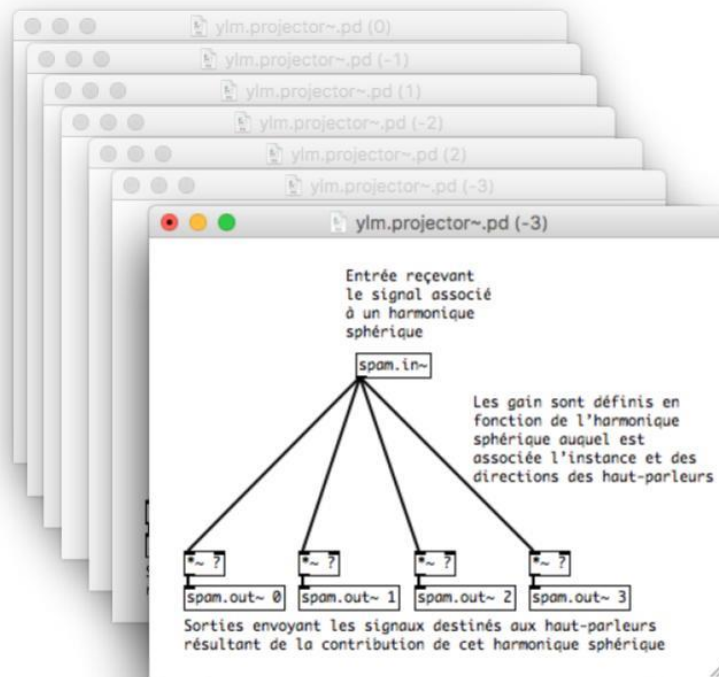 ylm.projector~.pd (0)
ylm.projector~.pd (-1)
ylm.projector~.pd (1)
ylm.projector~.pd (-2)
ylm.projector~.pd (2)
ylm.projector~.pd (-3)
ylm.projector~.pd (-3)
Entrée reçevant
le signal associé
à un harmonique
sphérique
spam.in~
Les gain sont définis en
fonction de l'harmonique
sphérique auquel est
associée l'instance et des
directions des haut-parleurs
*~ ? *~ ? *~ ? *~ ?
spam.out~ 0 spam.out~ 1 spam.out~ 2 spam.out~ 3
Sorties envoyant les signaux destinés aux haut-parleurs
résultant de la contribution de cet harmonique sphérique